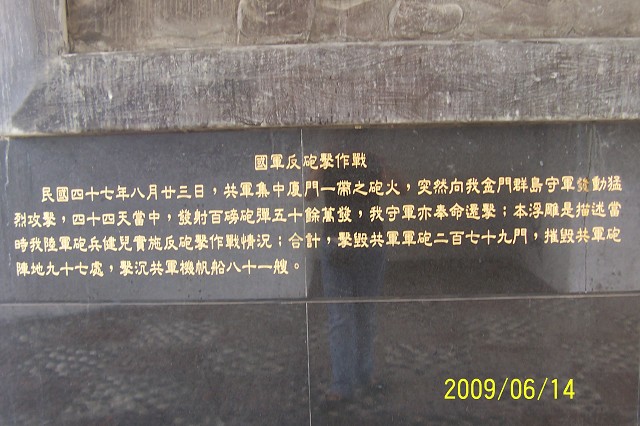 國軍反砲擊作戰
民國四十七年八月廿三日，共軍集中廈門一帶之砲火，突然向我金門群島守軍發動猛
烈攻擊，四十四天當中，發射百磅砲彈五十餘萬發，我守軍亦奉命還擊；本浮雕是描述當
時我陸軍砲兵健兒實施反砲擊作戰情況；合計，擊毀共軍軍砲二百七十九門，摧毀共軍砲
陣地九十七處，擊沉共軍機帆船八十一艘。
2009/06/14